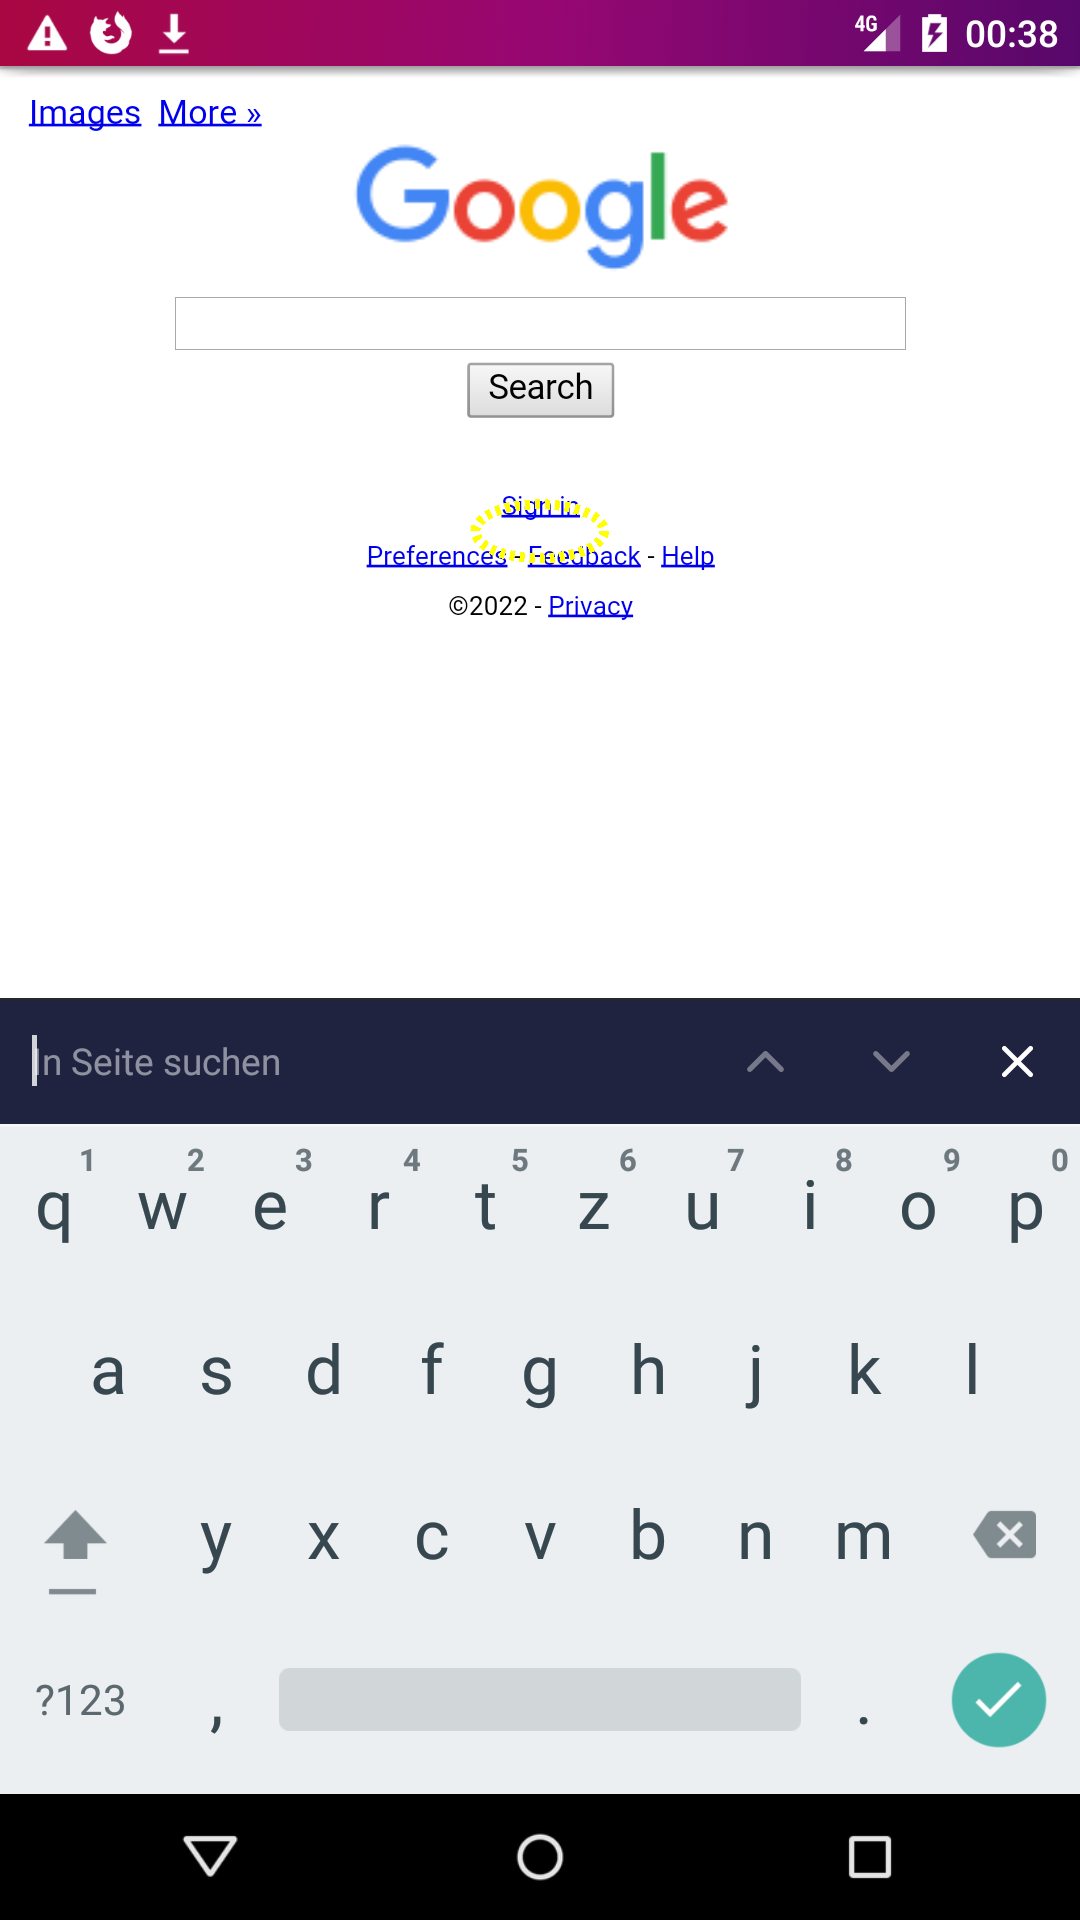 4G 00:38
Images More »
Google
Search
Sign in
Preferences - Feedback - Help
©2022 - Privacy
In Seite suchen
1 2 3 4 5 6 7 8 9 0
q w e r t z u i o p
a s d f g h j k l
y x c v b n m
?123 , .